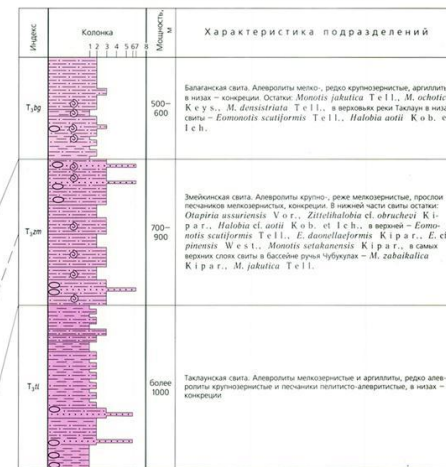 Индекс
Колонка
1 2 3 4 5 6 7 8
Мощность, м
Характеристика подразделений
T₃bg
500–
600
Балаганская свита. Алевролиты мелко-, редко крупнозернистые, аргиллиты
в низах – конкреции. Остатки: Monotis jakutica Tell., M. ochotic
Keys., M. densistriata Tell., в верховьях реки Таклаун в низа
свиты – Eomonotis scutiformis Tell., Halobia aotii Kob. e
Ich.
T₃zm
700–
900
Змейкинская свита. Алевролиты крупно-, реже мелкозернистые, прослои
песчаников мелкозернистых, конкреции. В нижней части свиты остатки:
Otapiria assuriensis Vor., Zittelihalobia cf. obruchevi Ki-
par., Halobia cf. aotii Kob. et Ich., в верхней – Eomo-
notis scutiformis Tell., E. daonellaeformis Kipar., E. cf
pinensis West., Monotis setakanensis Kipar., в самых
верхних слоях свиты в бассейне ручья Чубукулах – M. zabaikalica
Kipar., M. jakutica Tell.
T₃tl
более
1000
Таклаунская свита. Алевролиты мелкозернистые и аргиллиты, редко алев-
ролиты крупнозернистые и песчаники пелитисто-алевритистые, в низах –
конкреции